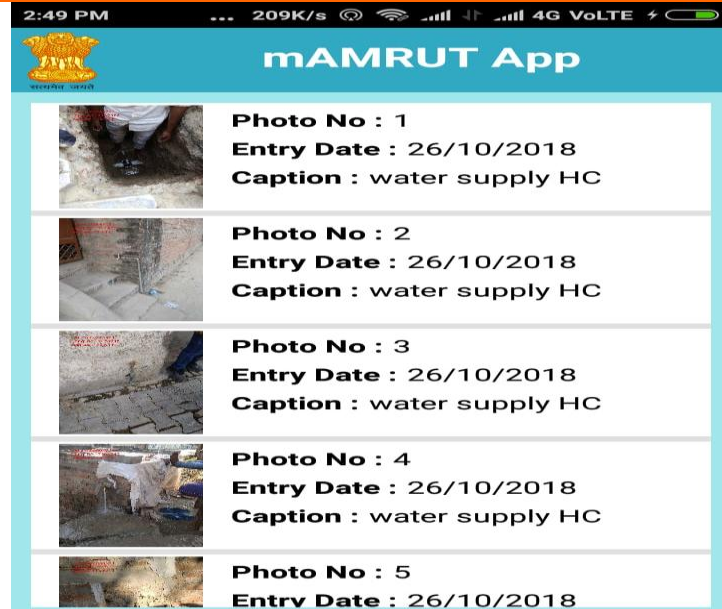 2:49 PM ... 209K/s 4G VoLTE
mAMRUT App
सत्यमेव जयते
Photo No : 1
Entry Date : 26/10/2018
Caption : water supply HC
Photo No : 2
Entry Date : 26/10/2018
Caption : water supply HC
Photo No : 3
Entry Date : 26/10/2018
Caption : water supply HC
Photo No : 4
Entry Date : 26/10/2018
Caption : water supply HC
Photo No : 5
Entry Date : 26/10/2018